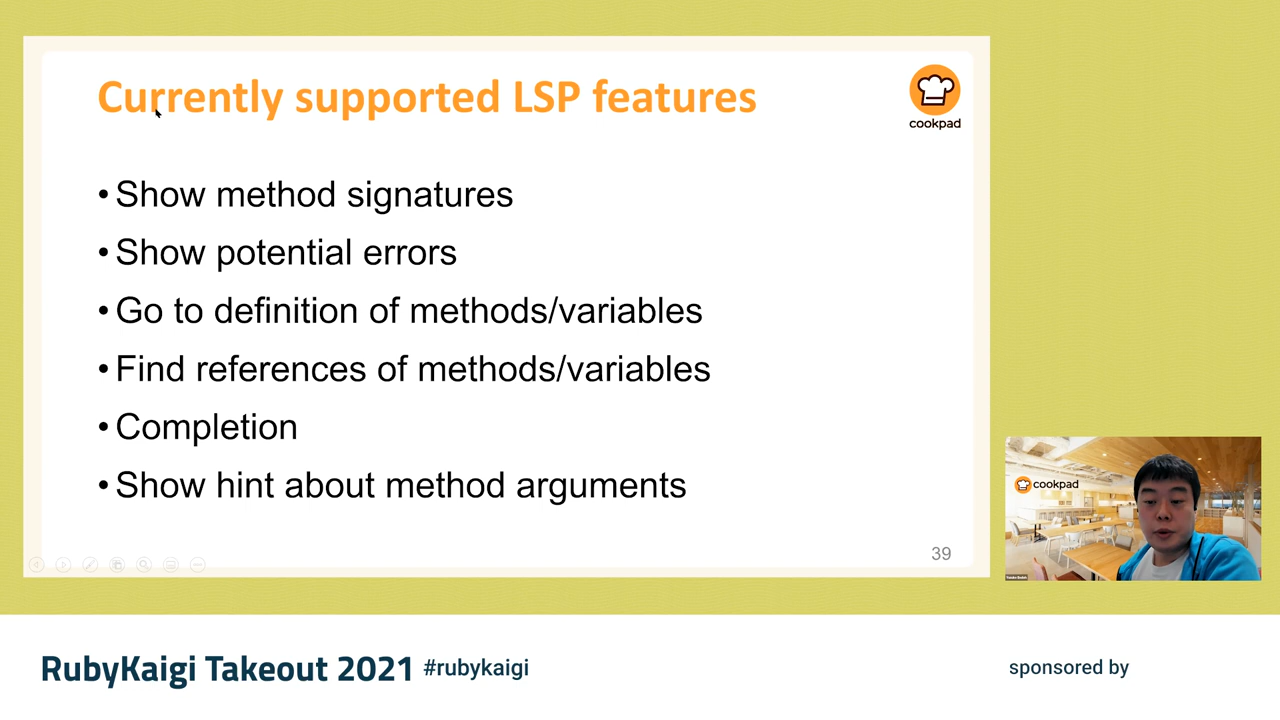 Currently supported LSP features
cookpad
• Show method signatures
• Show potential errors
• Go to definition of methods/variables
• Find references of methods/variables
• Completion
• Show hint about method arguments
39
cookpad
RubyKaigi Takeout 2021 #rubykaigi
sponsored by